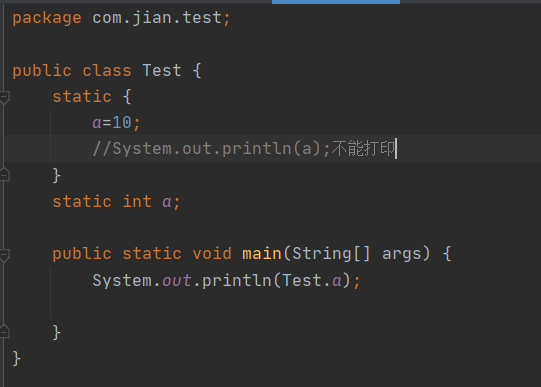 package com.jian.test;
public class Test {
static {
a=10;
//System.out.println(a);不能打印
}
static int a;
public static void main(String[] args) {
System.out.println(Test.a);
}
}